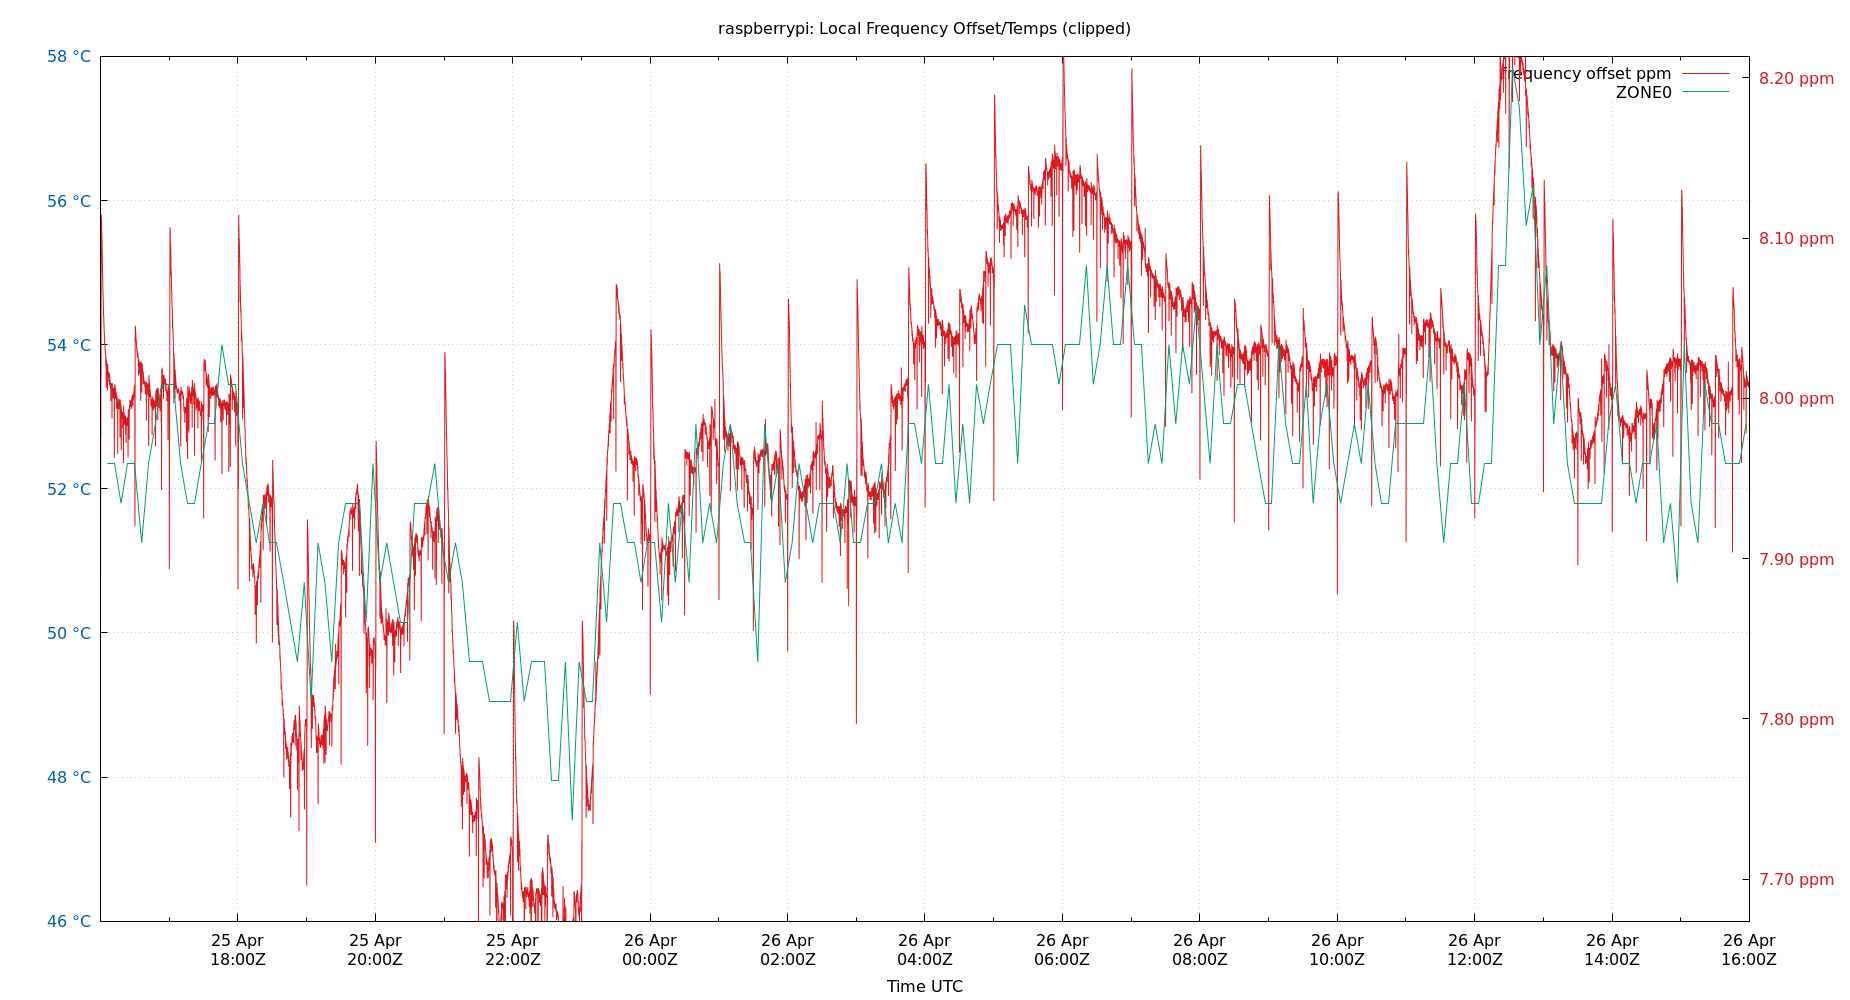 raspberrypi: Local Frequency Offset/Temps (clipped)
58 °C
56 °C
54 °C
52 °C
50 °C
48 °C
46 °C
frequency offset ppm
ZONE0
8.20 ppm
8.10 ppm
8.00 ppm
7.90 ppm
7.80 ppm
7.70 ppm
25 Apr
18:00Z
25 Apr
20:00Z
25 Apr
22:00Z
26 Apr
00:00Z
26 Apr
02:00Z
26 Apr
04:00Z
26 Apr
06:00Z
26 Apr
08:00Z
26 Apr
10:00Z
26 Apr
12:00Z
26 Apr
14:00Z
26 Apr
16:00Z
Time UTC